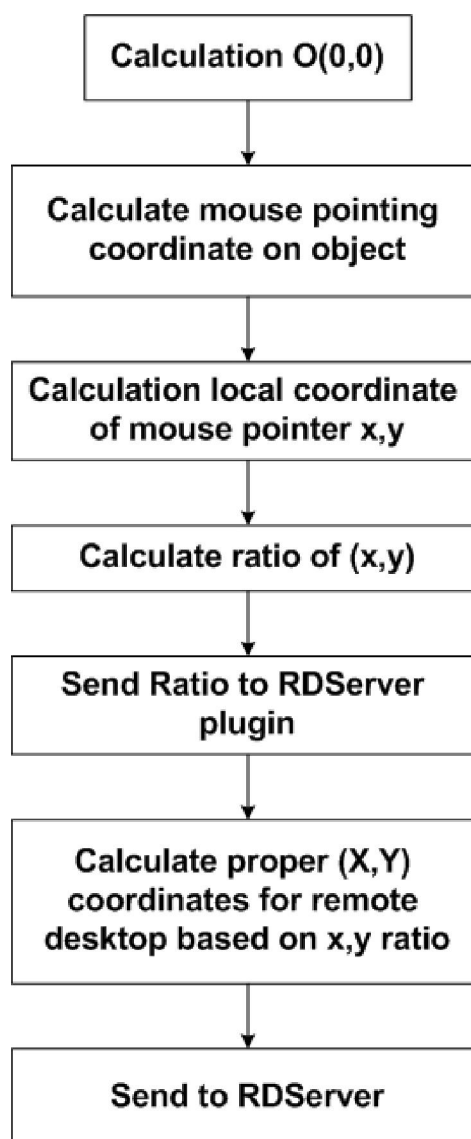 Calculation O(0,0)
Calculate mouse pointing
coordinate on object
Calculation local coordinate
of mouse pointer x,y
Calculate ratio of (x,y)
Send Ratio to RDServer
plugin
Calculate proper (X,Y)
coordinates for remote
desktop based on x,y ratio
Send to RDServer